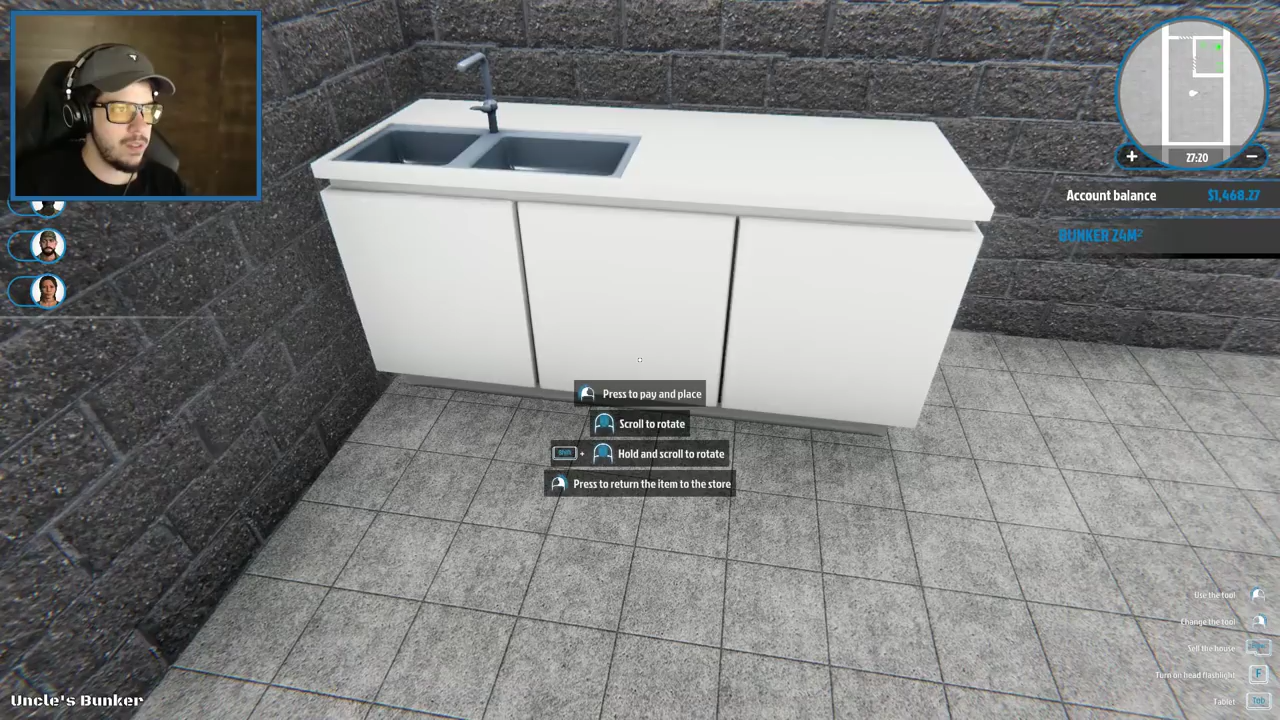 27:20
Account balance $1,468.27
BUNKER 24M²
Press to pay and place
Scroll to rotate
+ Hold and scroll to rotate
Press to return the item to the store
Use the tool
Change the tool
Sell the house
Turn on head flashlight F
Tablet Tab
Uncle's Bunker